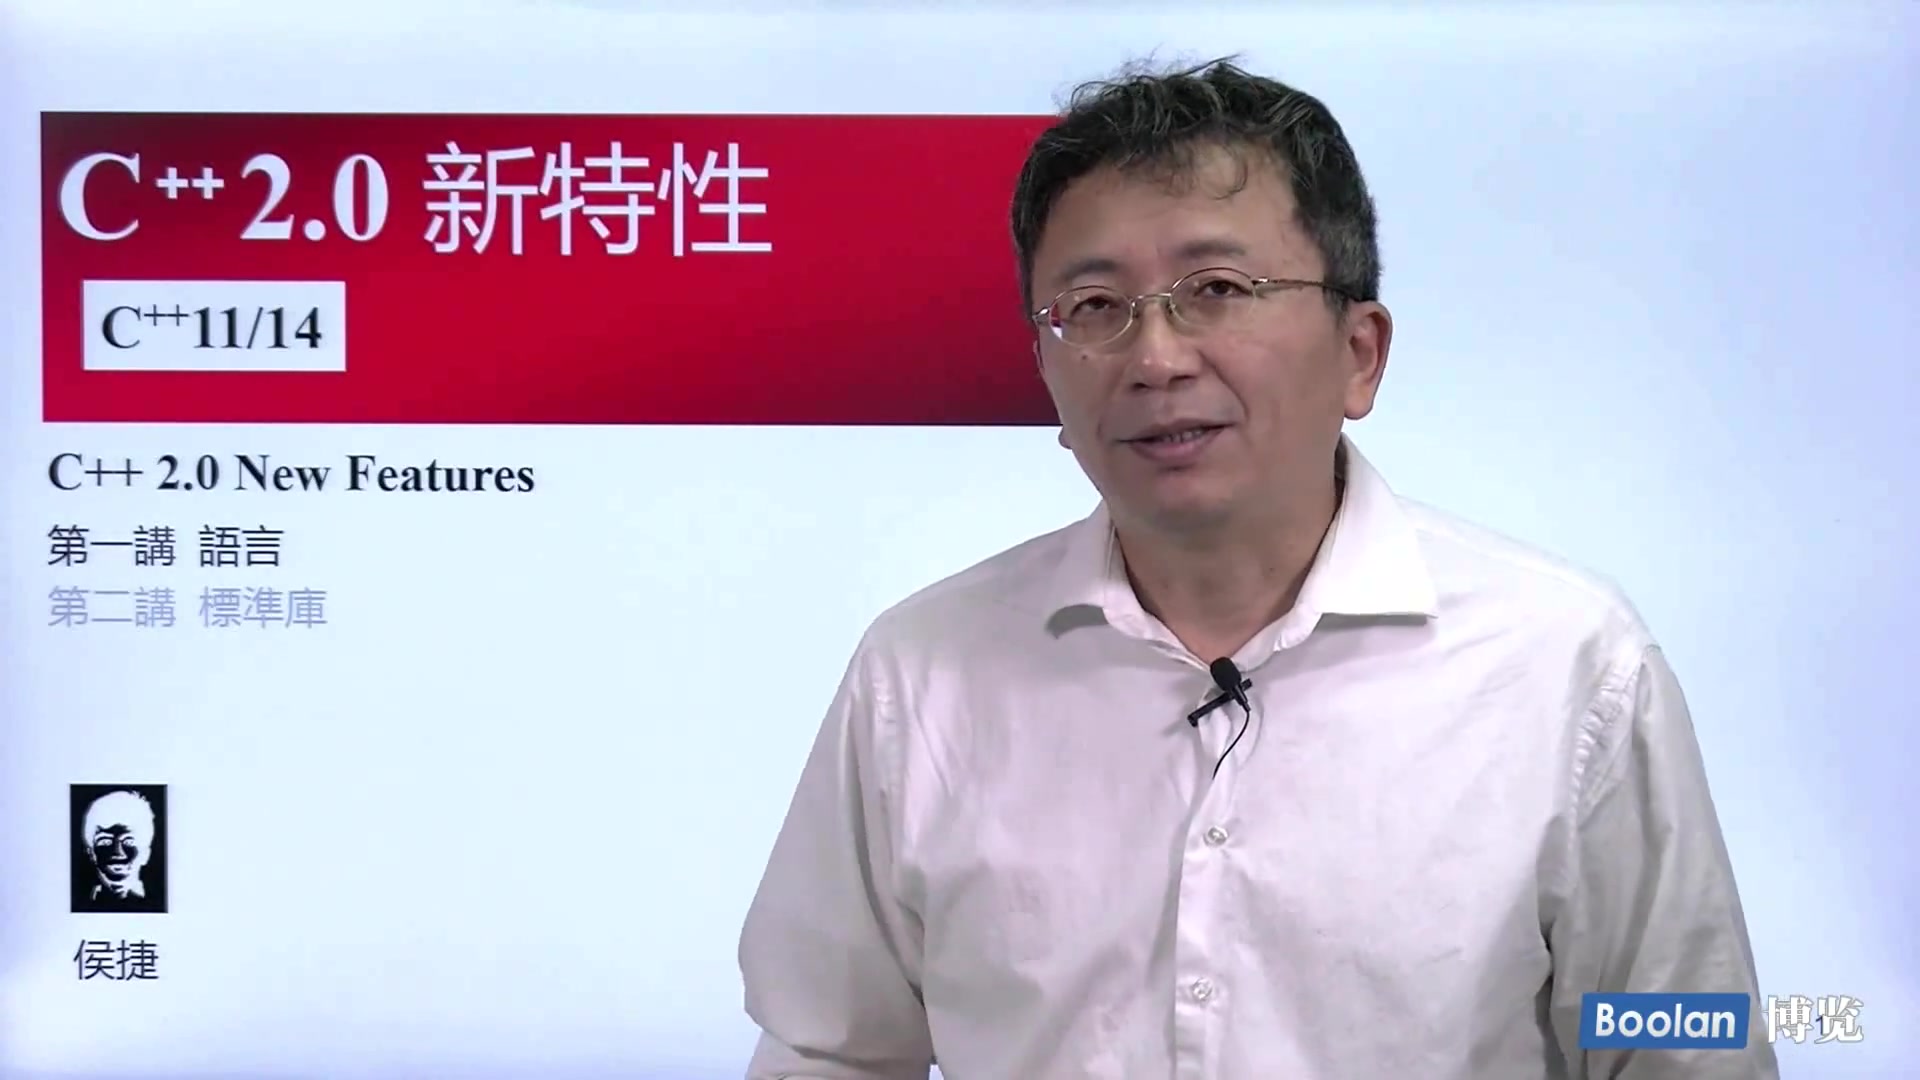 C++ 2.0 新特性
C++11/14
C++ 2.0 New Features
第一講 語言
第二講 標準庫
侯捷
Boolan 博览